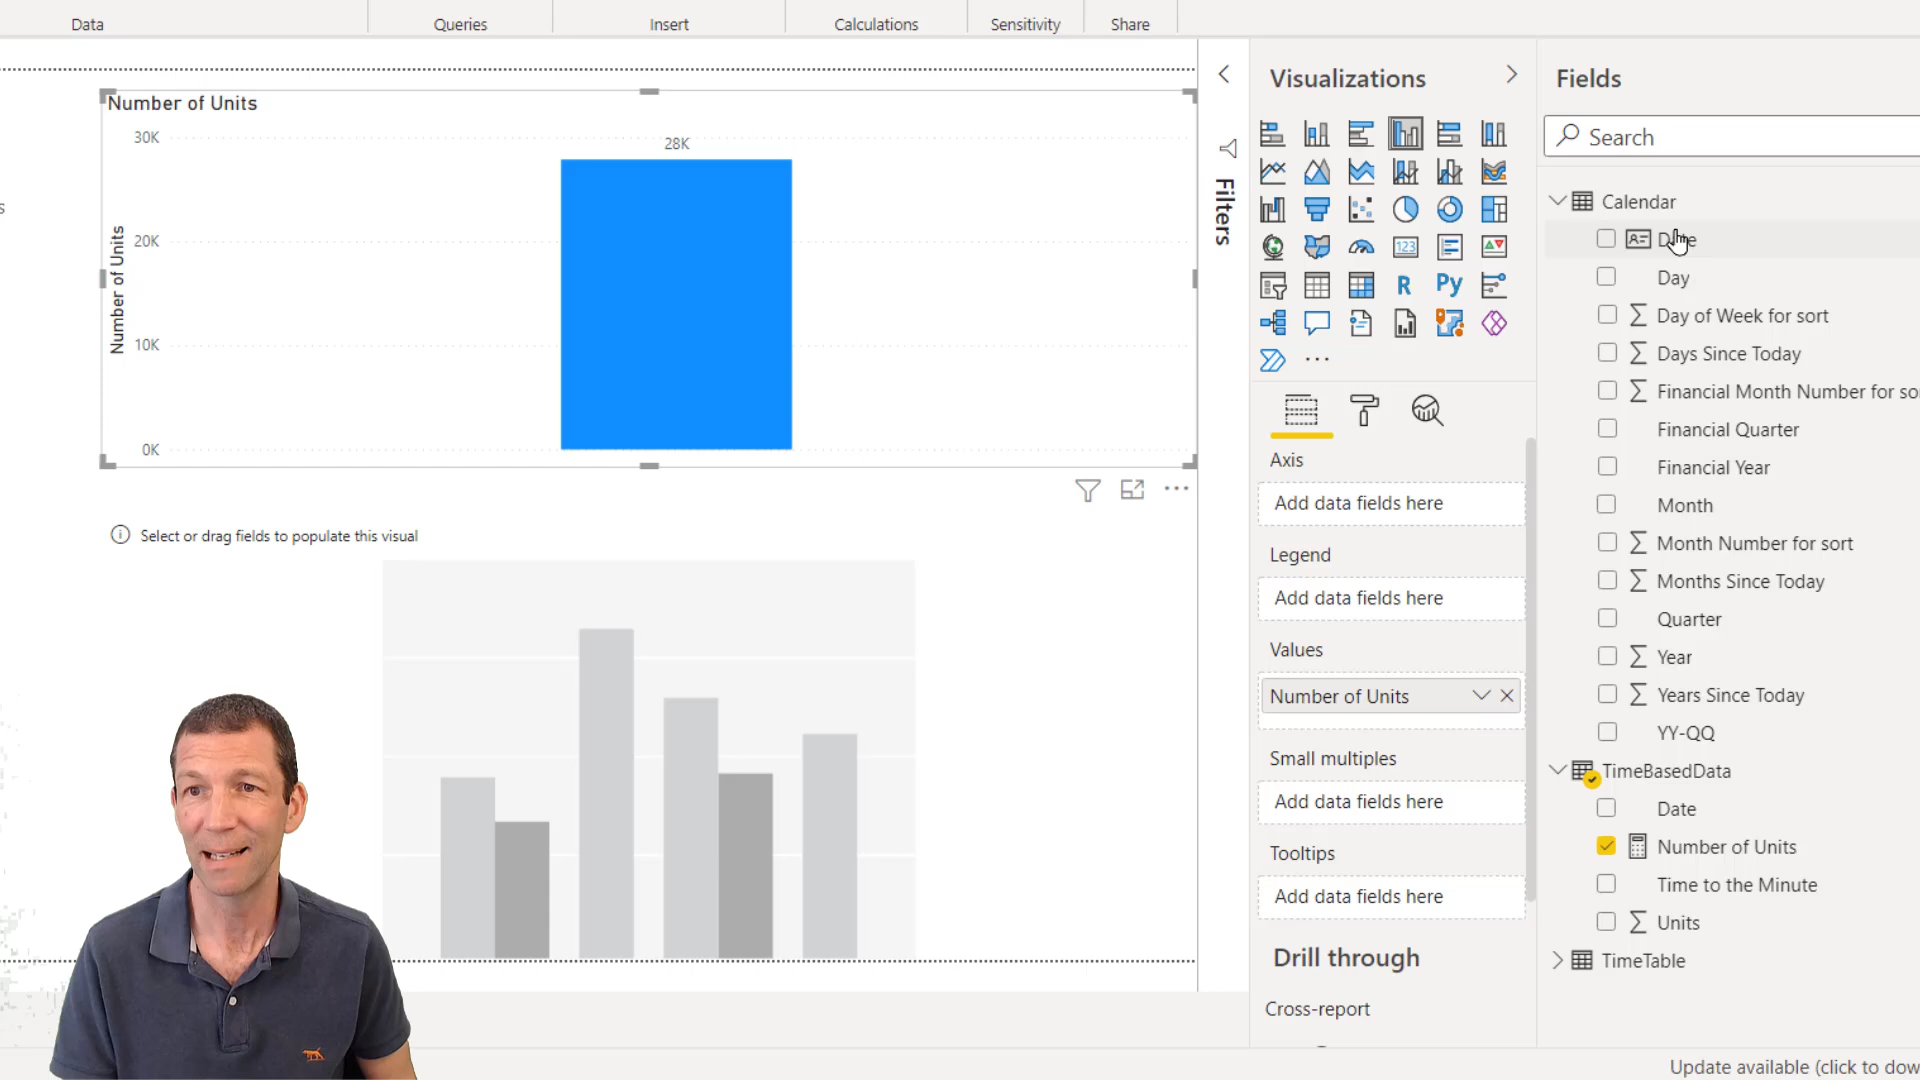 Data
Queries
Insert
Calculations
Sensitivity
Share
Number of Units
30K
28K
20K
10K
0K
Number of Units
Select or drag fields to populate this visual
Filters
Visualizations
123
R
Py
Axis
Add data fields here
Legend
Add data fields here
Values
Number of Units
Small multiples
Add data fields here
Tooltips
Add data fields here
Drill through
Cross-report
Fields
Search
Calendar
Date
Day
Day of Week for sort
Days Since Today
Financial Month Number for so
Financial Quarter
Financial Year
Month
Month Number for sort
Months Since Today
Quarter
Year
Years Since Today
YY-QQ
TimeBasedData
Date
Number of Units
Time to the Minute
Units
TimeTable
Update available (click to dow